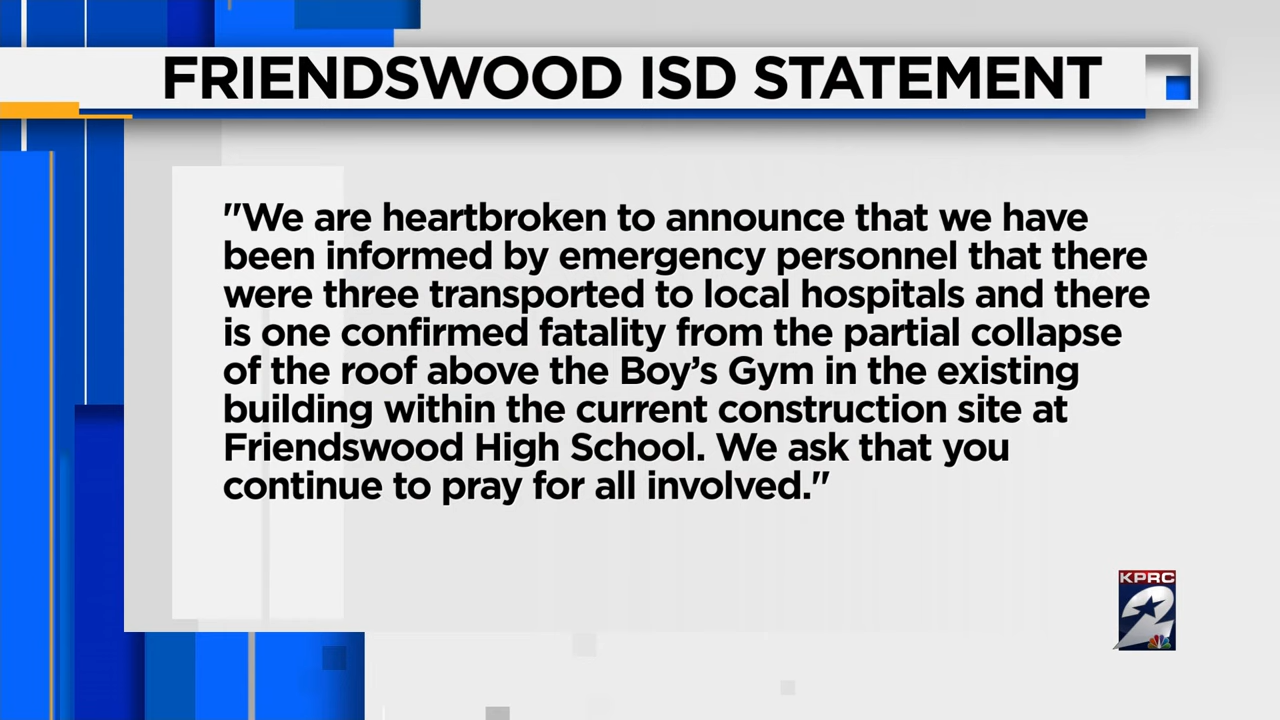 FRIENDSWOOD ISD STATEMENT
"We are heartbroken to announce that we have
been informed by emergency personnel that there
were three transported to local hospitals and there
is one confirmed fatality from the partial collapse
of the roof above the Boy’s Gym in the existing
building within the current construction site at
Friendswood High School. We ask that you
continue to pray for all involved."
KPRC
2